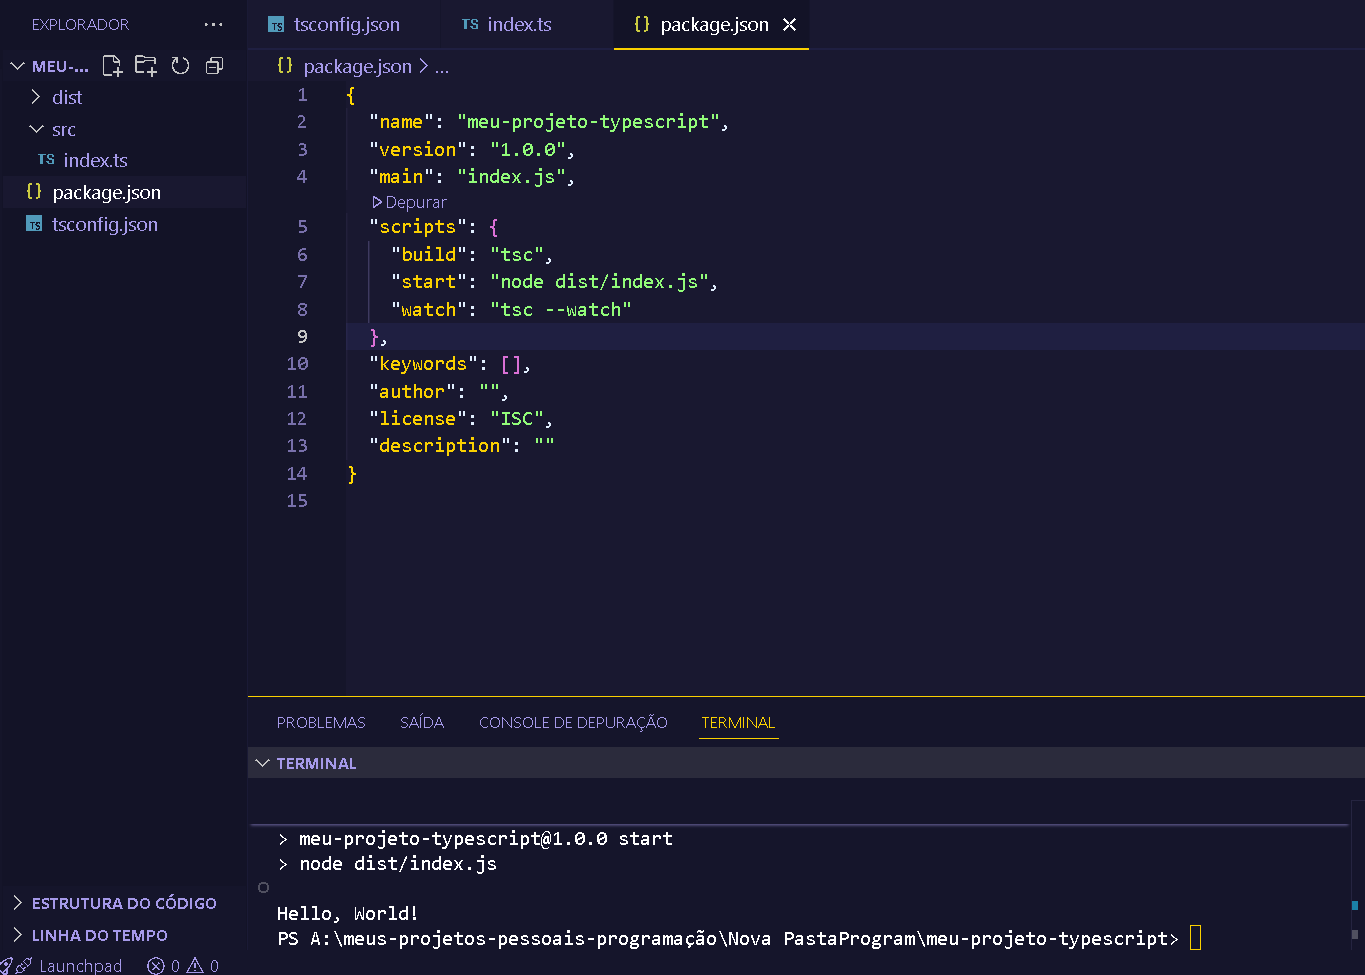 EXPLORADOR ···
tsconfig.json
TS index.ts
{} package.json
MEU-...
dist
src
TS index.ts
{} package.json
TS tsconfig.json
{} package.json > ...
1 {
2 "name": "meu-projeto-typescript",
3 "version": "1.0.0",
4 "main": "index.js",
Depurar
5 "scripts": {
6 "build": "tsc",
7 "start": "node dist/index.js",
8 "watch": "tsc --watch"
9 },
10 "keywords": [],
11 "author": "",
12 "license": "ISC",
13 "description": ""
14 }
15
PROBLEMAS SAÍDA CONSOLE DE DEPURAÇÃO TERMINAL
TERMINAL
> meu-projeto-typescript@1.0.0 start
> node dist/index.js
Hello, World!
PS A:\meus-projetos-pessoais-programação\Nova PastaProgram\meu-projeto-typescript>
ESTRUTURA DO CÓDIGO
LINHA DO TEMPO
Launchpad 0 0